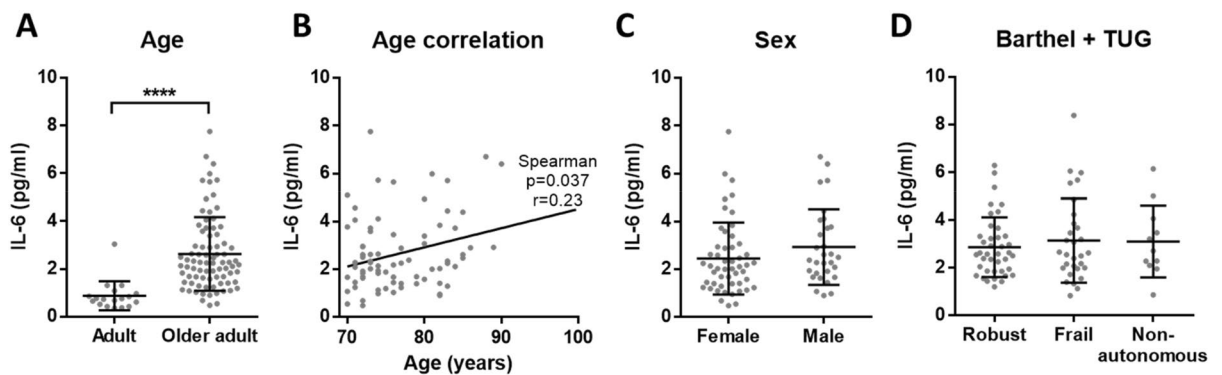 A
Age
IL-6 (pg/ml)
10
8
6
4
2
0
****
Adult
Older adult
B
Age correlation
IL-6 (pg/ml)
10
8
6
4
2
0
Spearman
p=0.037
r=0.23
70
80
90
100
Age (years)
C
Sex
IL-6 (pg/ml)
10
8
6
4
2
0
Female
Male
D
Barthel + TUG
IL-6 (pg/ml)
10
8
6
4
2
0
Robust
Frail
Non-
autonomous